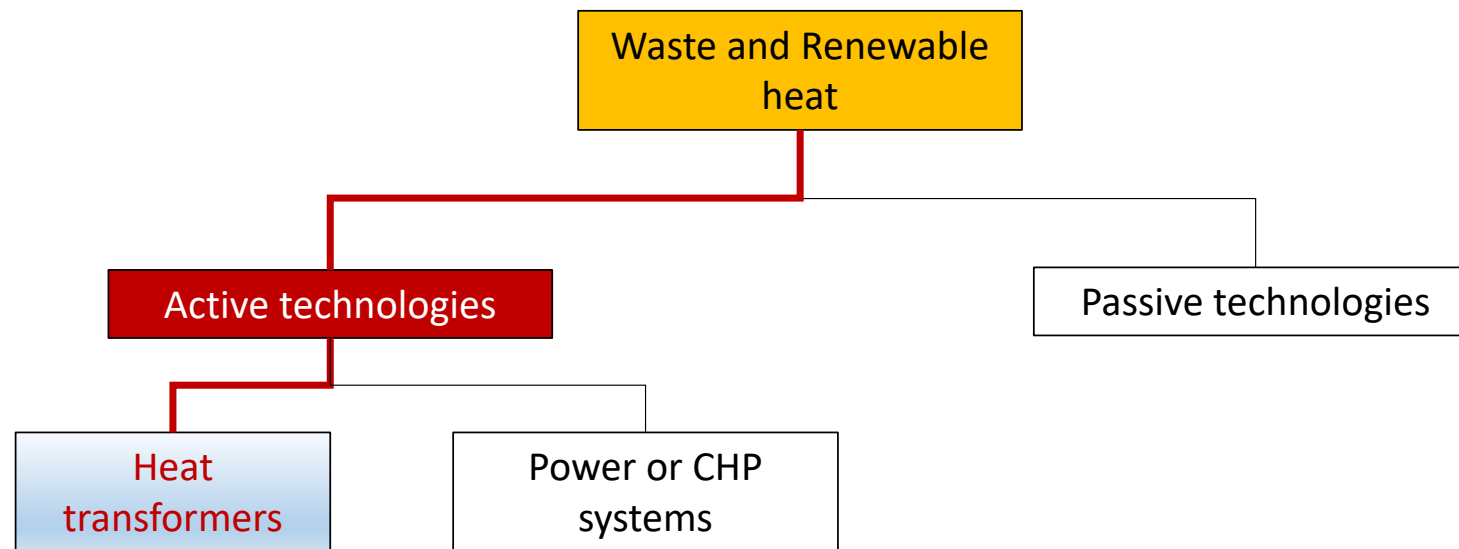 Waste and Renewable
heat
Active technologies
Passive technologies
Heat
transformers
Power or CHP
systems